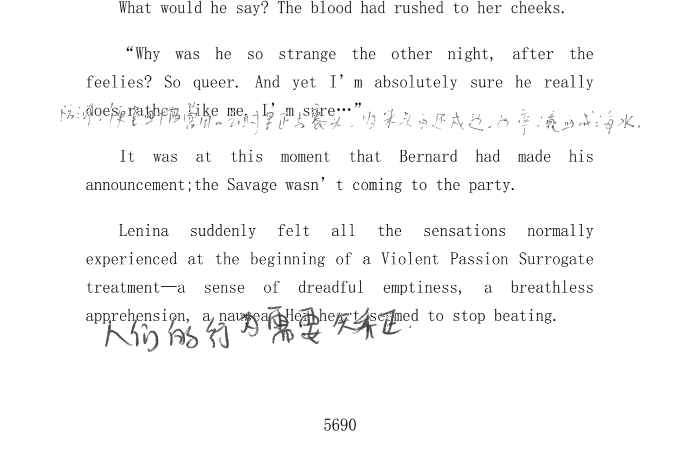 What would he say? The blood had rushed to her cheeks.
“Why was he so strange the other night, after the
feelies? So queer. And yet I’m absolutely sure he really
does rather like me. I’m sure…”
It was at this moment that Bernard had made his
announcement;the Savage wasn’t coming to the party.
Lenina suddenly felt all the sensations normally
experienced at the beginning of a Violent Passion Surrogate
treatment—a sense of dreadful emptiness, a breathless
apprehension, a nausea. Her heart seemed to stop beating.
人们的行为需要
5690